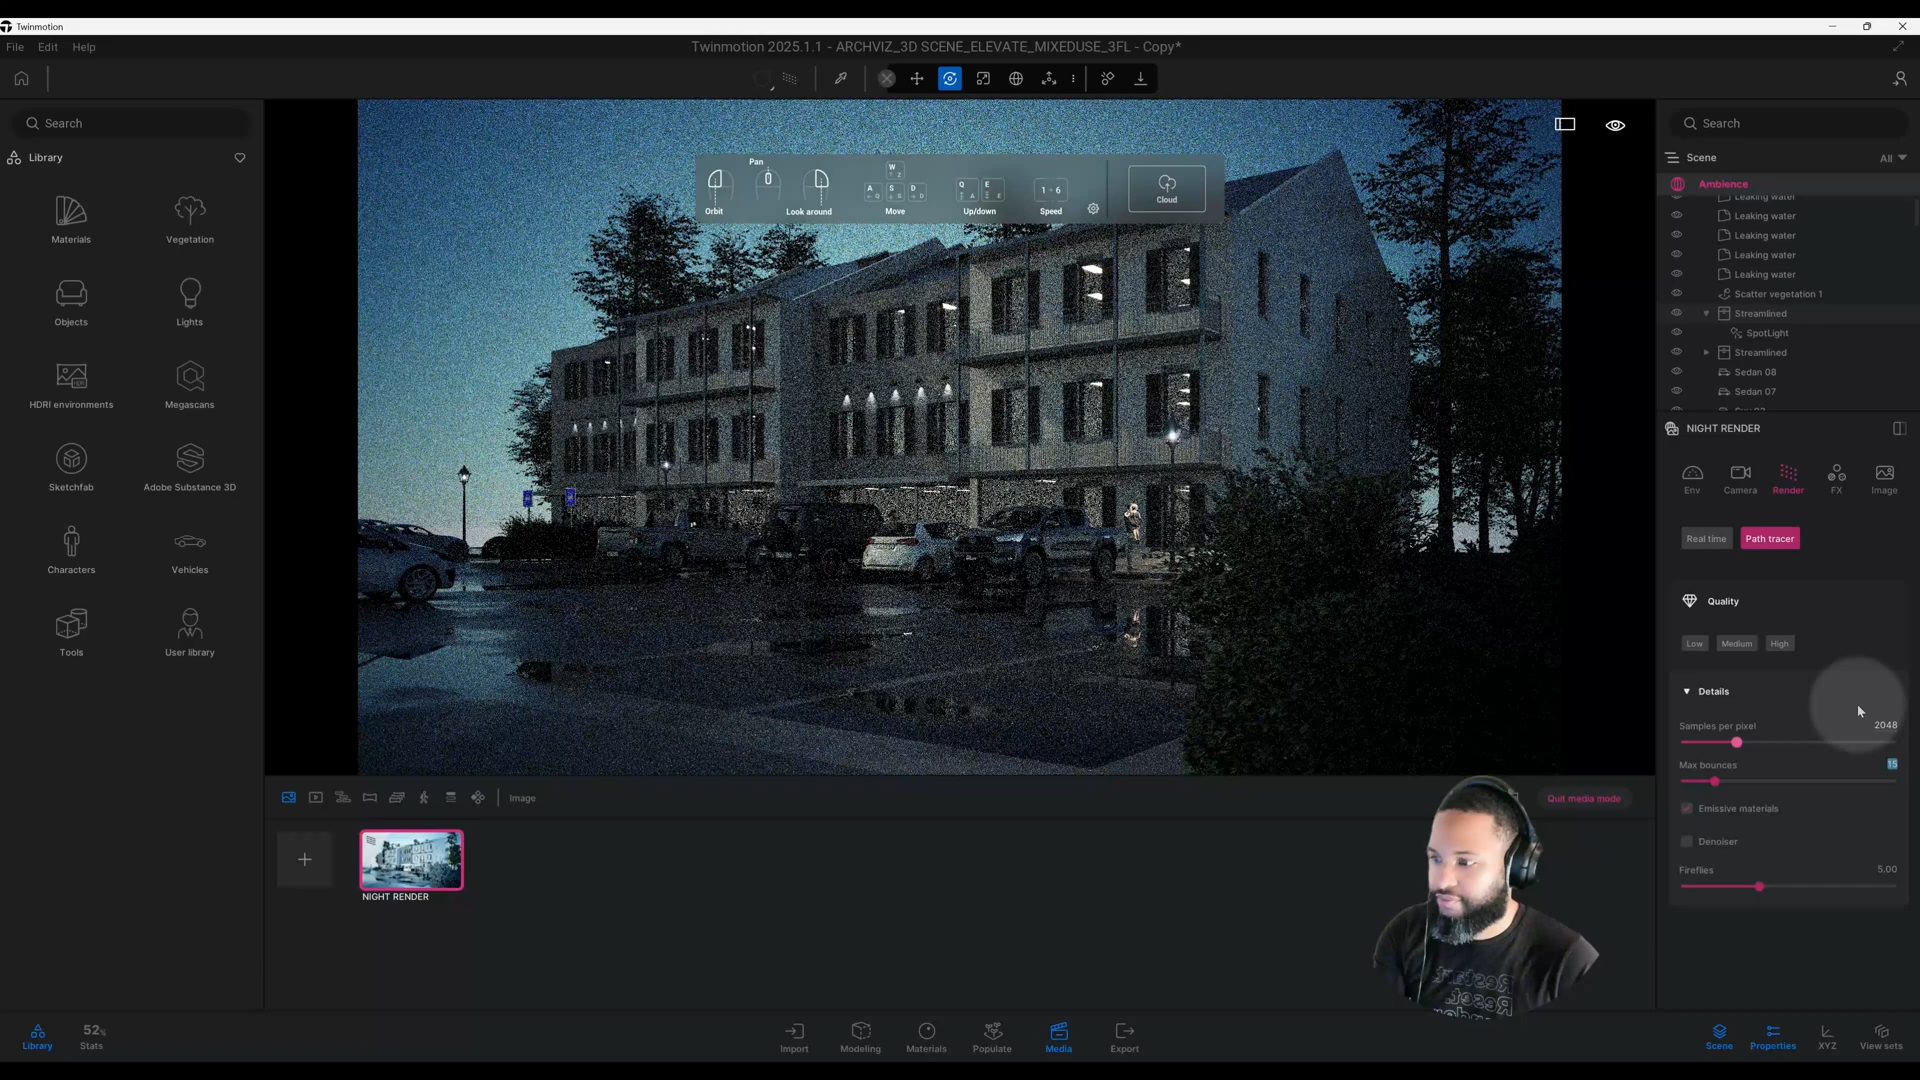 Twinmotion
File Edit Help
Twinmotion 2025.1.1 - ARCHVIZ_3D SCENE_ELEVATE_MIXEDUSE_3FL - Copy*
Search
Library
Materials
Vegetation
Objects
Lights
HDRI environments
Megascans
Sketchfab
Adobe Substance 3D
Characters
Vehicles
Tools
User library
Pan
Orbit
Look around
W
Z
A
Q
S
D
Move
Q
E
Up/down
1 - 6
Speed
Cloud
Search
Scene
All
Ambience
Leaking water
Leaking water
Leaking water
Leaking water
Leaking water
Scatter vegetation 1
Streamlined
SpotLight
Streamlined
Sedan 08
Sedan 07
NIGHT RENDER
Env Camera Render FX Image
Real time Path tracer
Quality
Low Medium High
Details
Samples per pixel 2048
Max bounces 15
Emissive materials
Denoiser
Fireflies 5,00
Image
Quit media mode
NIGHT RENDER
Library
52%
Stats
Import Modeling Materials Populate Media Export
Scene Properties XYZ View sets